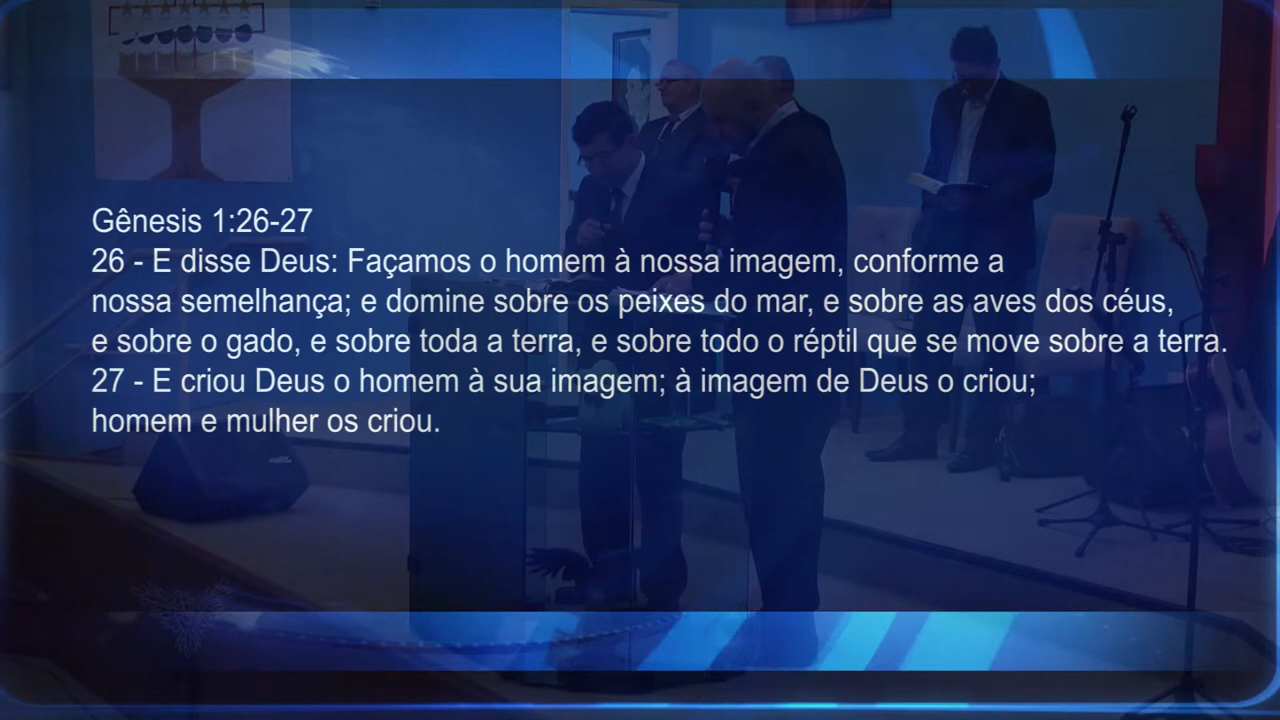 Gênesis 1:26-27
26 - E disse Deus: Façamos o homem à nossa imagem, conforme a
nossa semelhança; e domine sobre os peixes do mar, e sobre as aves dos céus,
e sobre o gado, e sobre toda a terra, e sobre todo o réptil que se move sobre a terra.
27 - E criou Deus o homem à sua imagem; à imagem de Deus o criou;
homem e mulher os criou.